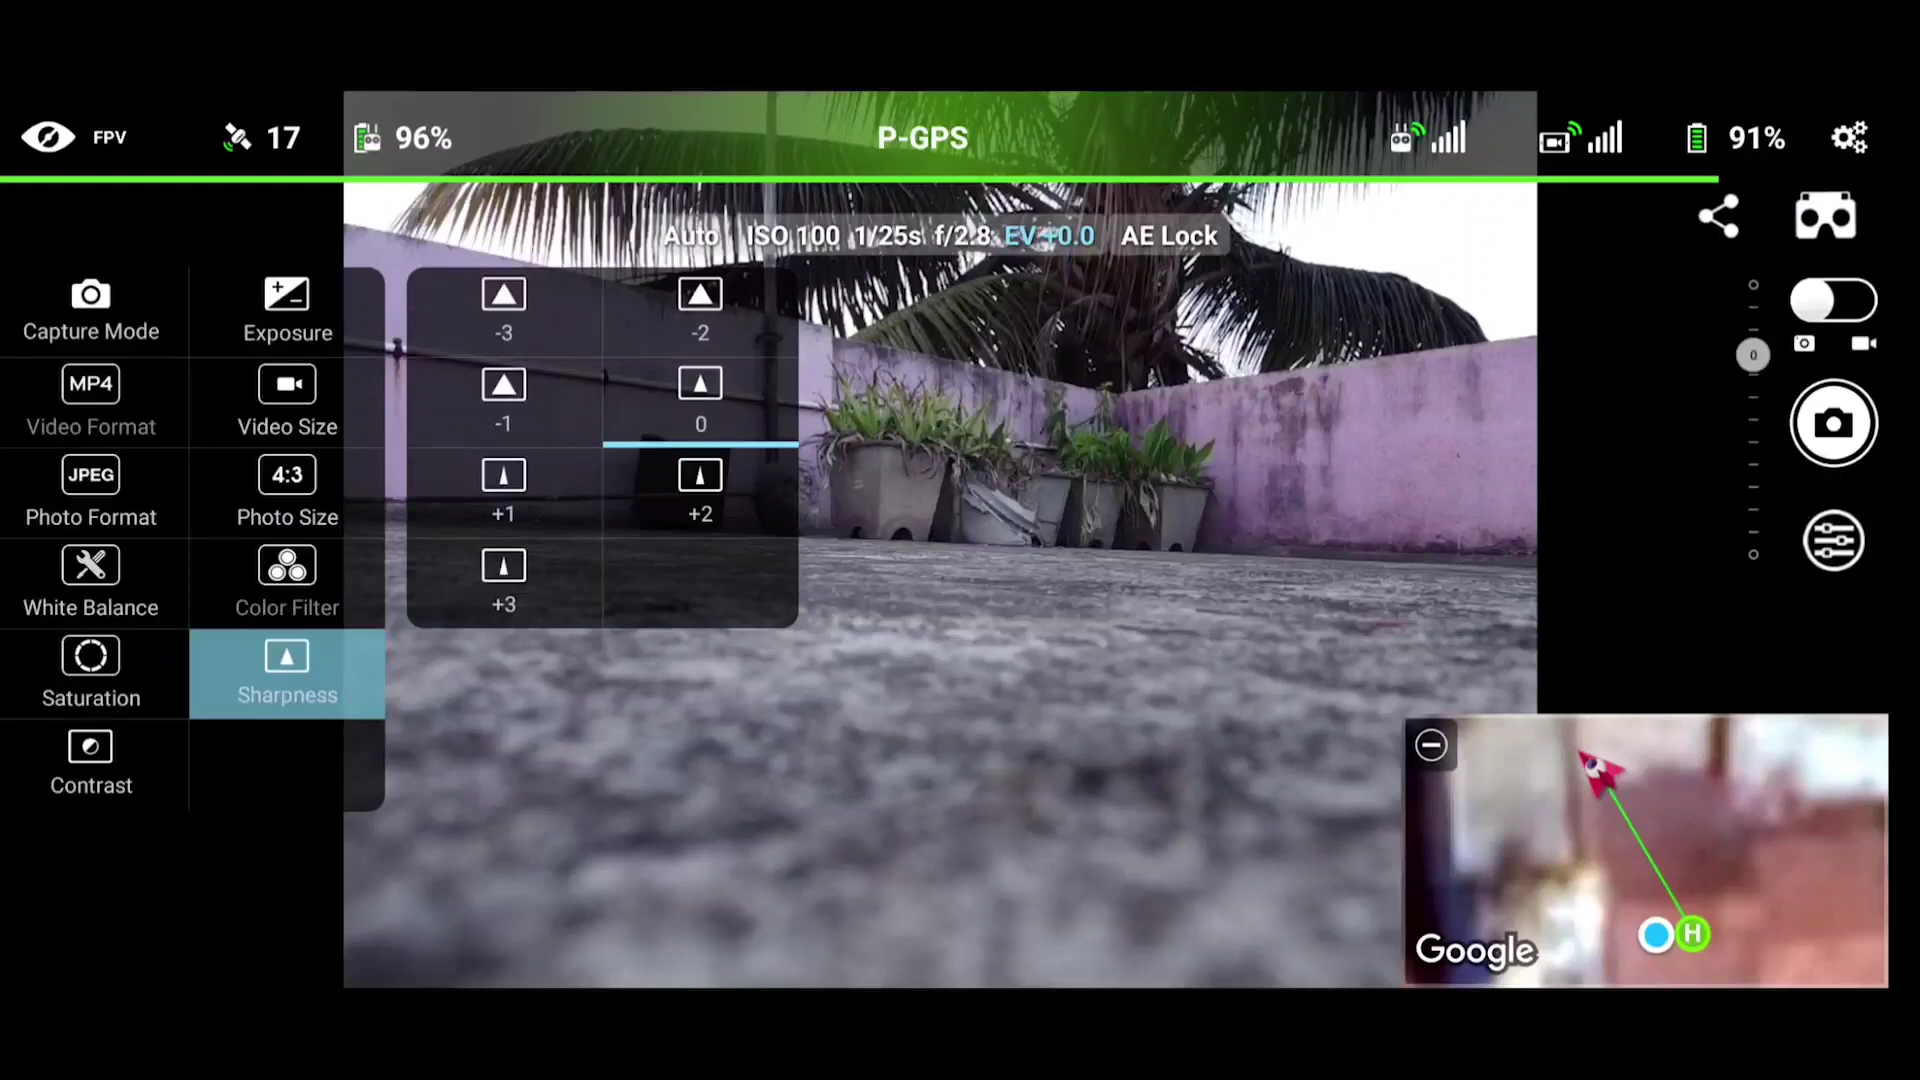 FPV
17
96%
P-GPS
91%
Auto ISO 100 1/25s f/2.8 EV +0.0 AE Lock
Capture Mode
Exposure
MP4
Video Format
Video Size
JPEG
Photo Format
4:3
Photo Size
White Balance
Color Filter
Saturation
Sharpness
Contrast
-3
-2
-1
0
+1
+2
+3
0
H
Google